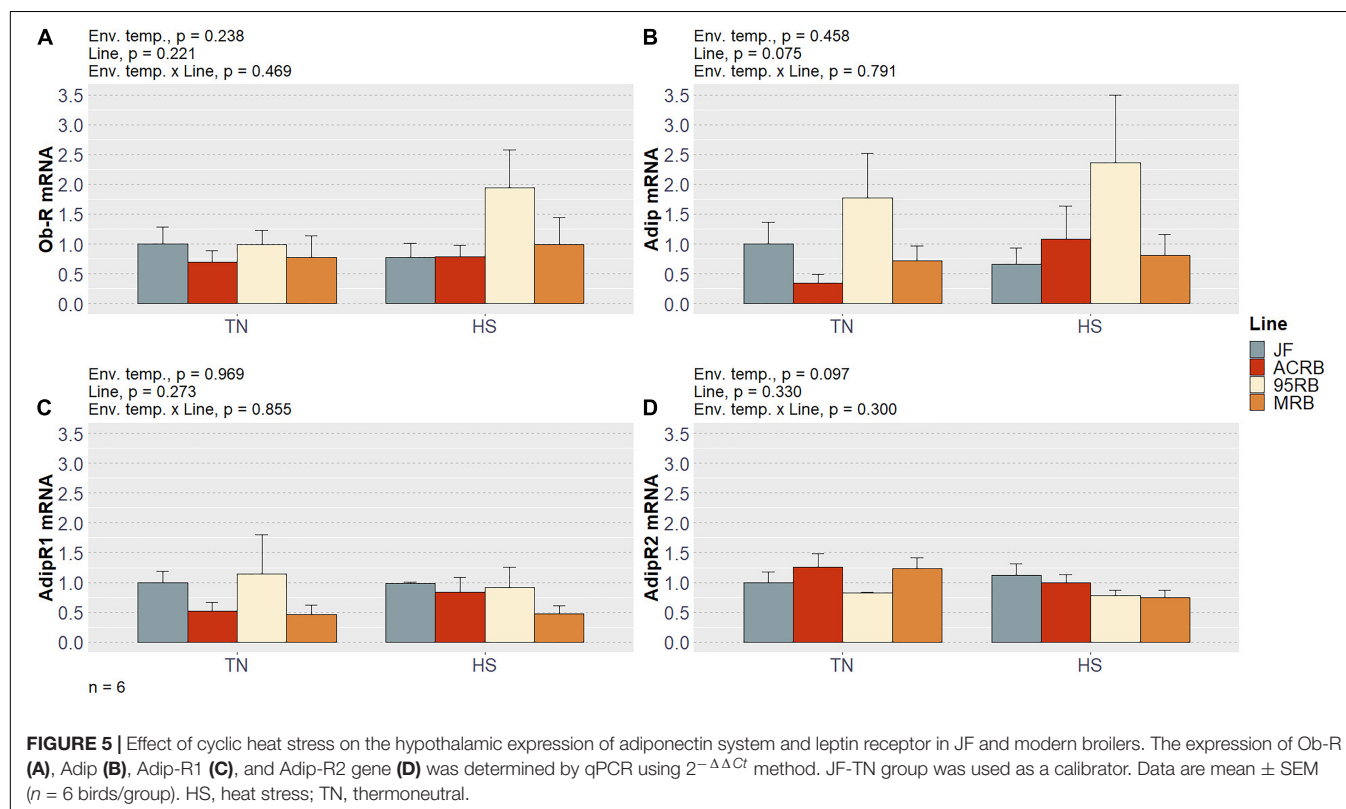 A
Env. temp., p = 0.238
Line, p = 0.221
Env. temp. x Line, p = 0.469
Ob-R mRNA
3.5
3.0
2.5
2.0
1.5
1.0
0.5
0.0
TN
HS
B
Env. temp., p = 0.458
Line, p = 0.075
Env. temp. x Line, p = 0.791
Adip mRNA
3.5
3.0
2.5
2.0
1.5
1.0
0.5
0.0
TN
HS
Line
JF
ACRB
95RB
MRB
C
Env. temp., p = 0.969
Line, p = 0.273
Env. temp. x Line, p = 0.855
AdipR1 mRNA
3.5
3.0
2.5
2.0
1.5
1.0
0.5
0.0
TN
HS
n = 6
D
Env. temp., p = 0.097
Line, p = 0.330
Env. temp. x Line, p = 0.300
AdipR2 mRNA
3.5
3.0
2.5
2.0
1.5
1.0
0.5
0.0
TN
HS
FIGURE 5 | Effect of cyclic heat stress on the hypothalamic expression of adiponectin system and leptin receptor in JF and modern broilers. The expression of Ob-R
(A), Adip (B), Adip-R1 (C), and Adip-R2 gene (D) was determined by qPCR using 2^−ΔΔCt method. JF-TN group was used as a calibrator. Data are mean ± SEM
(n = 6 birds/group). HS, heat stress; TN, thermoneutral.